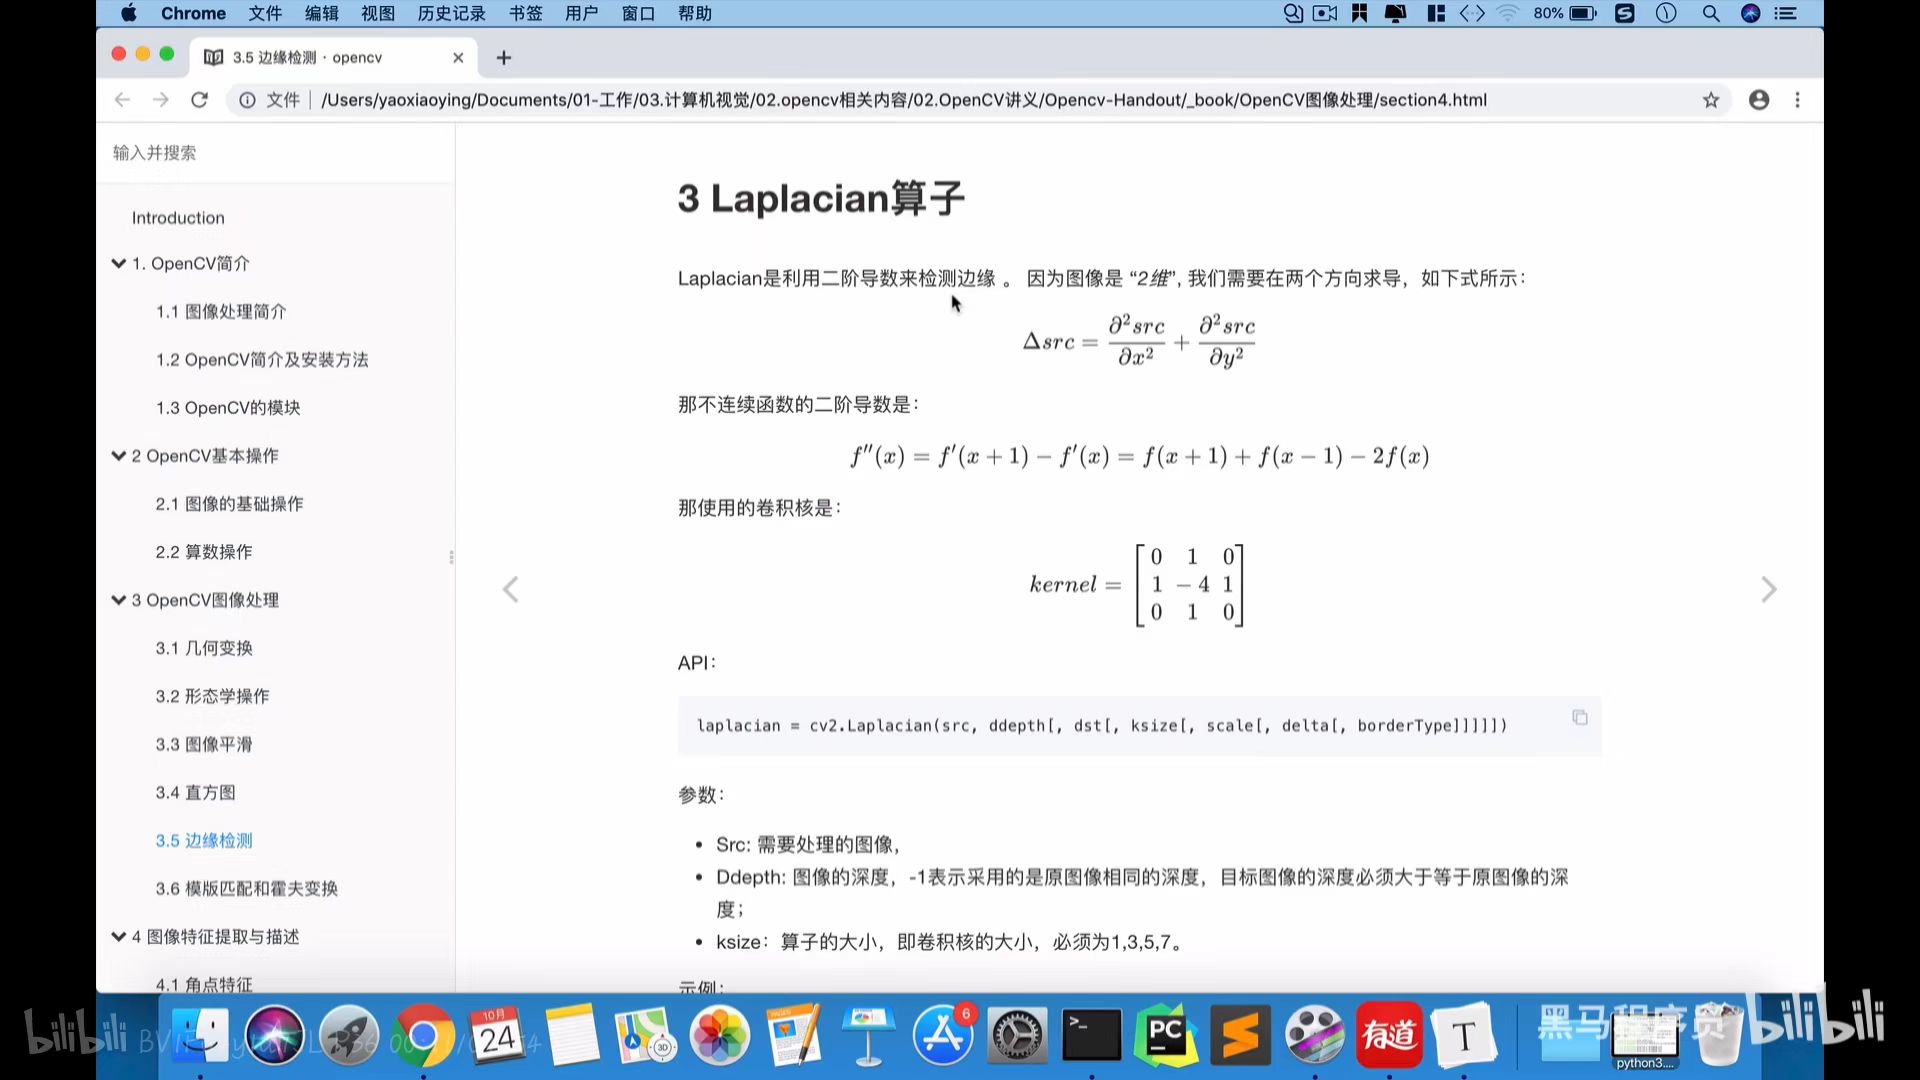 Chrome 文件 编辑 视图 历史记录 书签 用户 窗口 帮助 80%
3.5 边缘检测 · opencv
文件 /Users/yaoxiaoying/Documents/01-工作/03.计算机视觉/02.opencv相关内容/02.OpenCV讲义/Opencv-Handout/_book/OpenCV图像处理/section4.html
输入并搜索
Introduction
1. OpenCV简介
1.1 图像处理简介
1.2 OpenCV简介及安装方法
1.3 OpenCV的模块
2 OpenCV基本操作
2.1 图像的基础操作
2.2 算数操作
3 OpenCV图像处理
3.1 几何变换
3.2 形态学操作
3.3 图像平滑
3.4 直方图
3.5 边缘检测
3.6 模版匹配和霍夫变换
4 图像特征提取与描述
4.1 角点特征
3 Laplacian算子
Laplacian是利用二阶导数来检测边缘 。 因为图像是 “2维”, 我们需要在两个方向求导，如下式所示：
Δsrc = ∂²src/∂x² + ∂²src/∂y²
那不连续函数的二阶导数是：
f″(x) = f′(x + 1) − f′(x) = f(x + 1) + f(x − 1) − 2f(x)
那使用的卷积核是：
kernel =
0 1 0
1 −4 1
0 1 0
API：
laplacian = cv2.Laplacian(src, ddepth[, dst[, ksize[, scale[, delta[, borderType]]]]])
参数：
Src: 需要处理的图像，
Ddepth: 图像的深度，-1表示采用的是原图像相同的深度，目标图像的深度必须大于等于原图像的深
度；
ksize：算子的大小，即卷积核的大小，必须为1,3,5,7。
示例：
10月
24
3D
6
PC
有道
T
python3....
黑马程序员
bilibili
bilibili